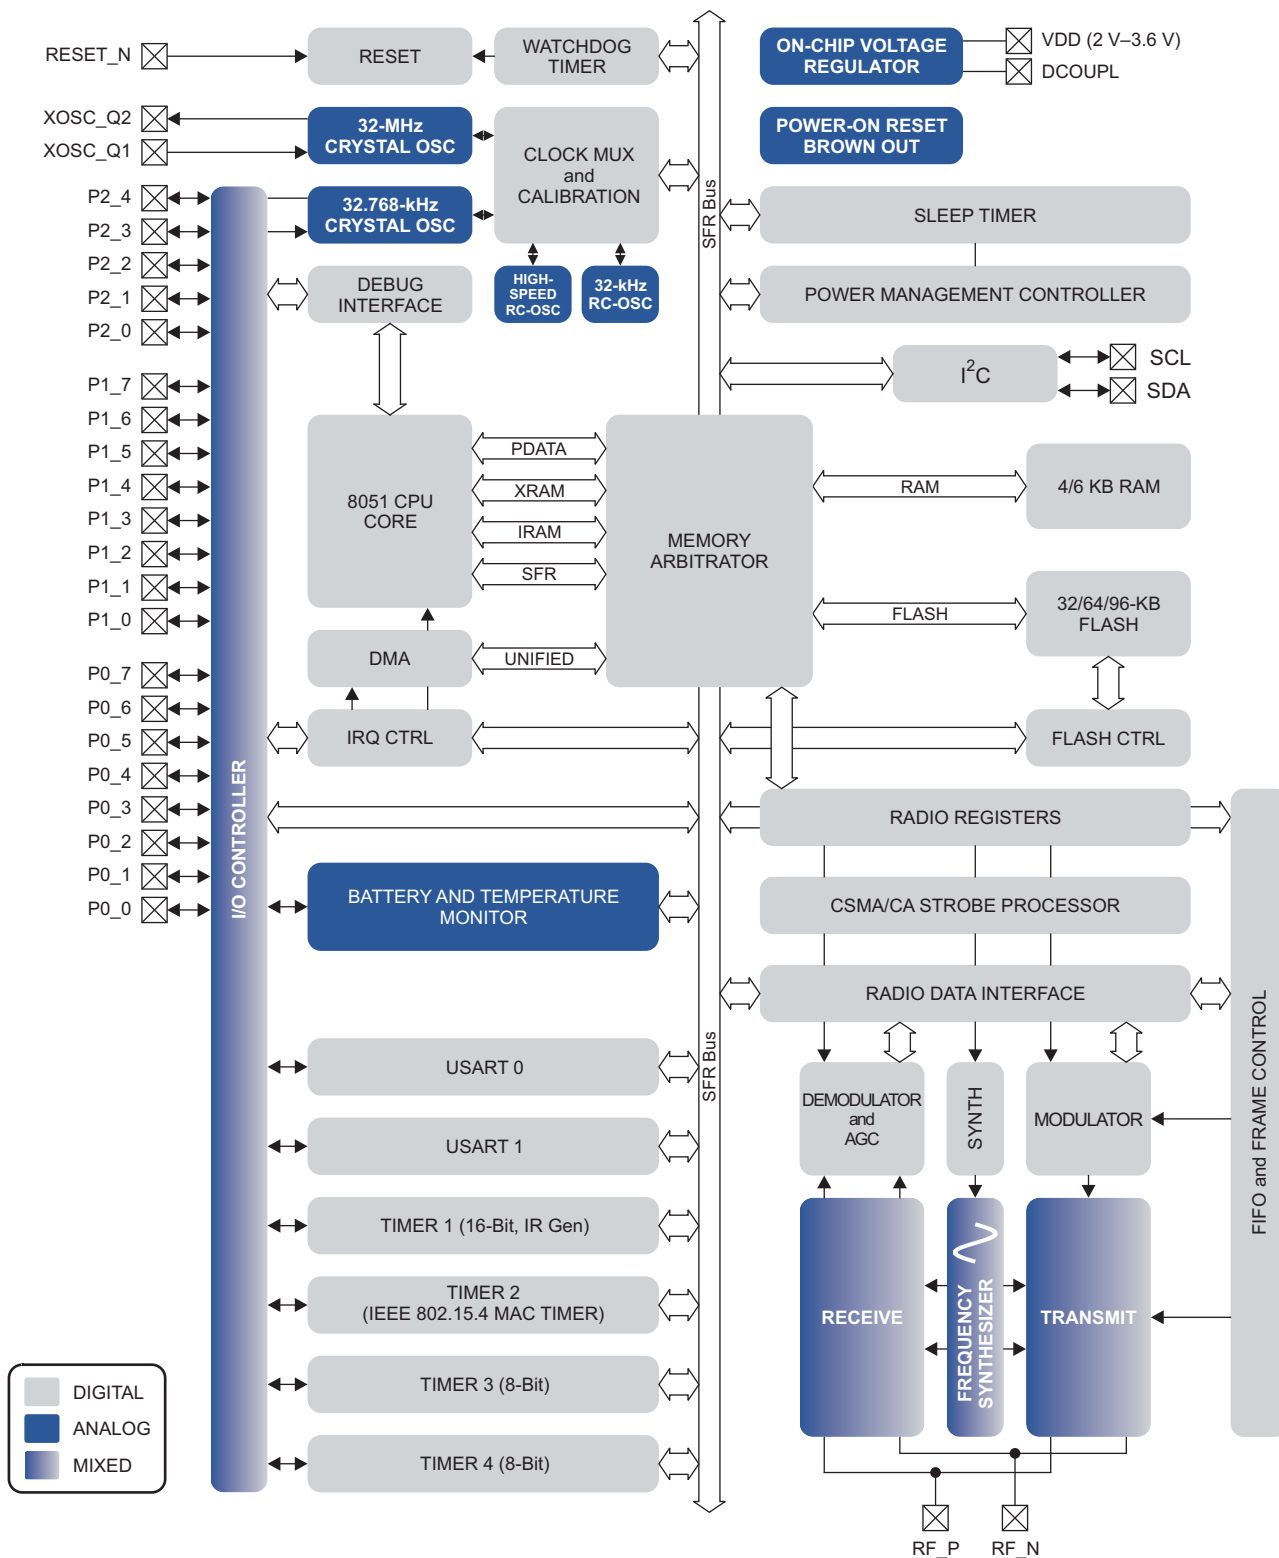 RESET_N
XOSC_Q2
XOSC_Q1
P2_4
P2_3
P2_2
P2_1
P2_0
P1_7
P1_6
P1_5
P1_4
P1_3
P1_2
P1_1
P1_0
P0_7
P0_6
P0_5
P0_4
P0_3
P0_2
P0_1
P0_0
I/O CONTROLLER
RESET
WATCHDOG
TIMER
32-MHz
CRYSTAL OSC
32.768-kHz
CRYSTAL OSC
CLOCK MUX
and
CALIBRATION
HIGH-
SPEED
RC-OSC
32-kHz
RC-OSC
DEBUG
INTERFACE
8051 CPU
CORE
PDATA
XRAM
IRAM
SFR
DMA
UNIFIED
IRQ CTRL
MEMORY
ARBITRATOR
SFR Bus
ON-CHIP VOLTAGE
REGULATOR
VDD (2 V–3.6 V)
DCOUPL
POWER-ON RESET
BROWN OUT
SLEEP TIMER
POWER MANAGEMENT CONTROLLER
I2C
SCL
SDA
RAM
4/6 KB RAM
FLASH
32/64/96-KB
FLASH
FLASH CTRL
BATTERY AND TEMPERATURE
MONITOR
USART 0
USART 1
TIMER 1 (16-Bit, IR Gen)
TIMER 2
(IEEE 802.15.4 MAC TIMER)
TIMER 3 (8-Bit)
TIMER 4 (8-Bit)
SFR Bus
RADIO REGISTERS
CSMA/CA STROBE PROCESSOR
RADIO DATA INTERFACE
DEMODULATOR
and
AGC
SYNTH
MODULATOR
RECEIVE
FREQUENCY
SYNTHESIZER
TRANSMIT
FIFO and FRAME CONTROL
RF_P
RF_N
DIGITAL
ANALOG
MIXED